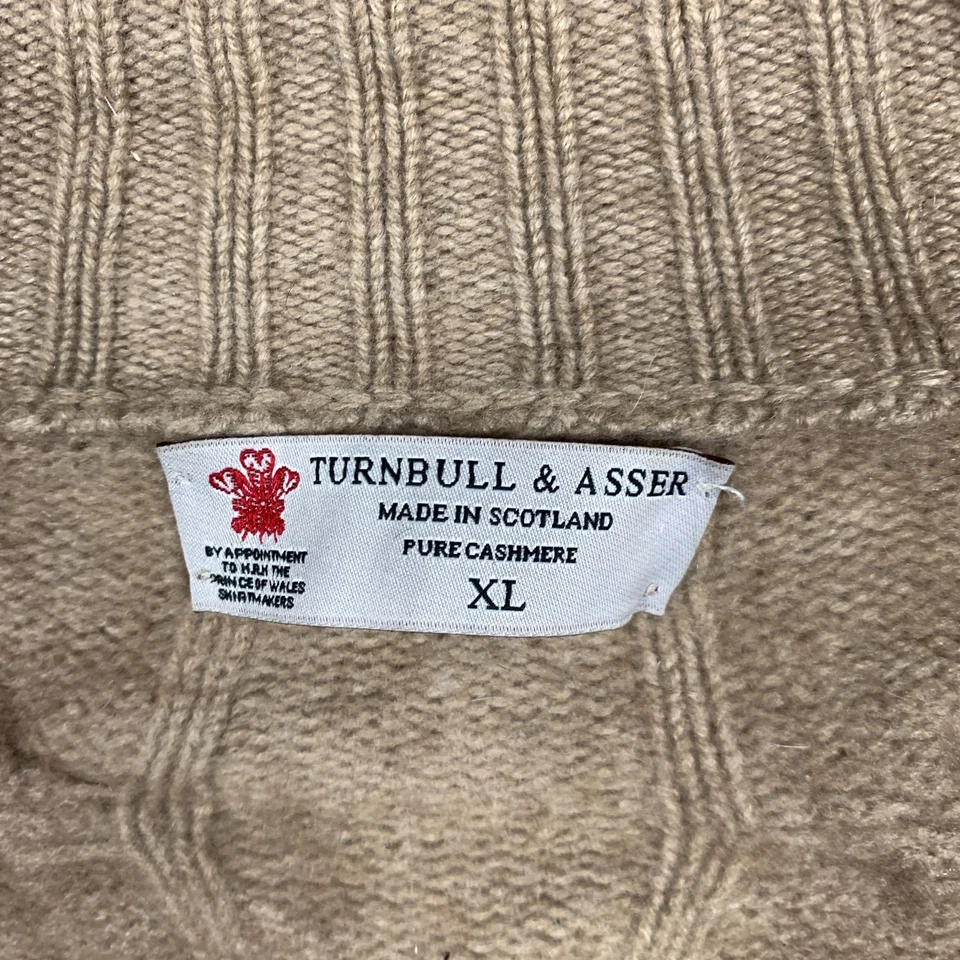 TURNBULL & ASSER
MADE IN SCOTLAND
PURE CASHMERE
XL
BY APPOINTMENT
TO H.R.H THE
PRINCE OF WALES
SHIRTMAKERS